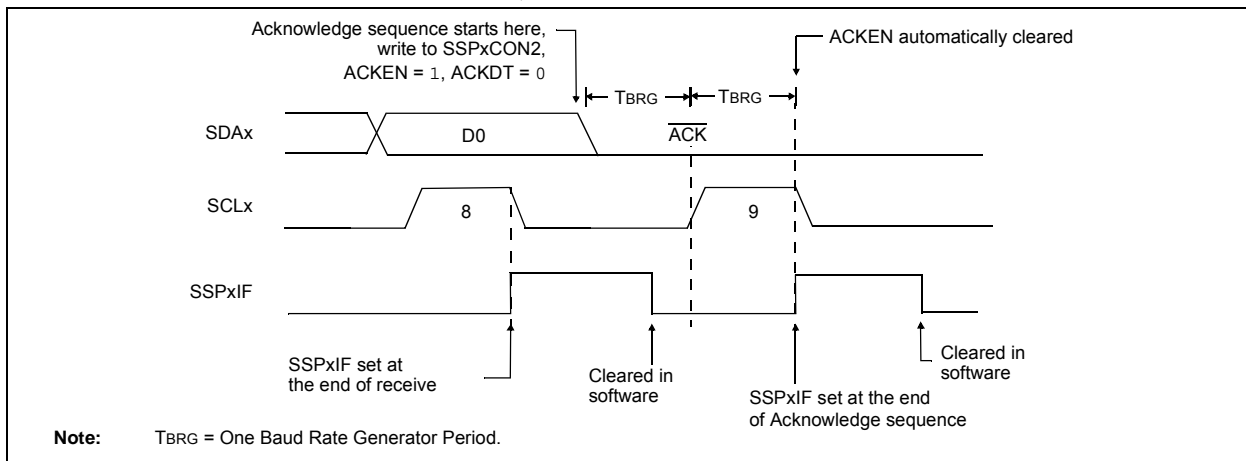 Acknowledge sequence starts here,
write to SSPxCON2,
ACKEN = 1, ACKDT = 0
ACKEN automatically cleared
TBRG
TBRG
SDAx
D0
ACK
SCLx
8
9
SSPxIF
SSPxIF set at
the end of receive
Cleared in
software
SSPxIF set at the end
of Acknowledge sequence
Cleared in
software
Note: TBRG = One Baud Rate Generator Period.